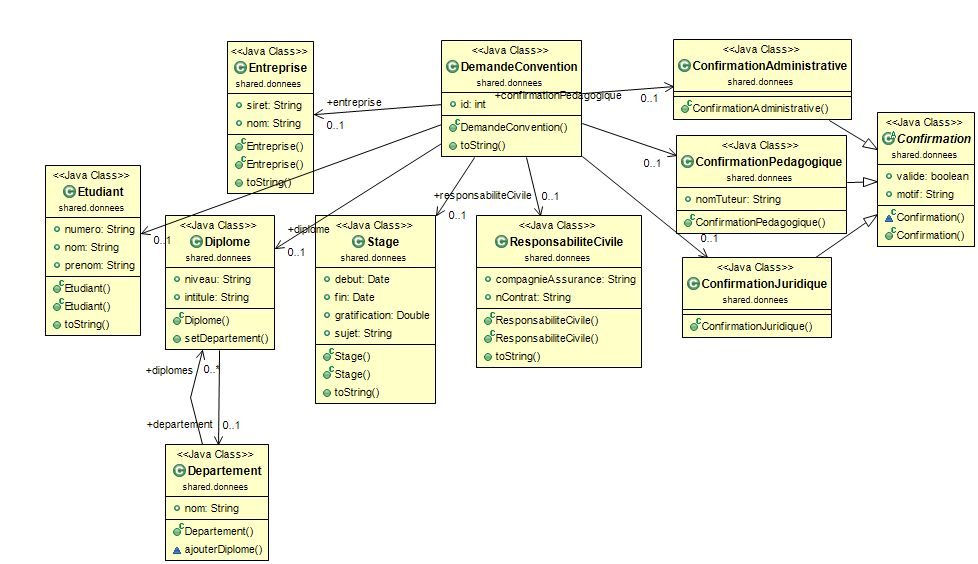 <<Java Class>>
Entreprise
shared.donnees
siret: String
nom: String
Entreprise()
Entreprise()
toString()
<<Java Class>>
DemandeConvention
shared.donnees
id: int
DemandeConvention()
toString()
<<Java Class>>
ConfirmationAdministrative
shared.donnees
ConfirmationAdministrative()
<<Java Class>>
Confirmation
shared.donnees
valide: boolean
motif: String
Confirmation()
Confirmation()
+entreprise
0..1
+confirmationPedagogique
0..1
<<Java Class>>
ConfirmationPedagogique
shared.donnees
nomTuteur: String
ConfirmationPedagogique()
0..1
<<Java Class>>
Etudiant
shared.donnees
numero: String
nom: String
prenom: String
Etudiant()
Etudiant()
toString()
0..1
<<Java Class>>
Diplome
shared.donnees
niveau: String
intitule: String
Diplome()
setDepartement()
+diplome
0..1
+responsabiliteCivile
0..1
0..1
<<Java Class>>
Stage
shared.donnees
debut: Date
fin: Date
gratification: Double
sujet: String
Stage()
Stage()
toString()
<<Java Class>>
ResponsabiliteCivile
shared.donnees
compagnieAssurance: String
nContrat: String
ResponsabiliteCivile()
ResponsabiliteCivile()
toString()
0..1
<<Java Class>>
ConfirmationJuridique
shared.donnees
ConfirmationJuridique()
+diplomes
0..*
+departement
0..1
<<Java Class>>
Departement
shared.donnees
nom: String
Departement()
ajouterDiplome()